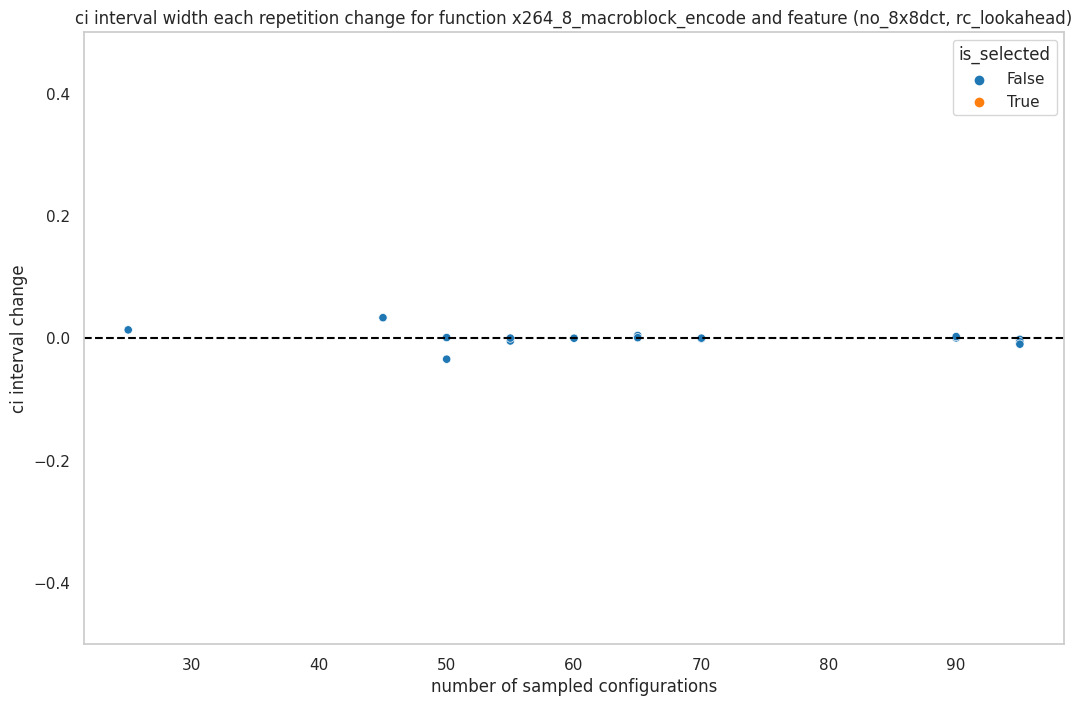 ci interval width each repetition change for function x264_8_macroblock_encode and feature (no_8x8dct, rc_lookahead)
is_selected
False
True
0.4
0.2
0.0
−0.2
−0.4
ci interval change
30 40 50 60 70 80 90
number of sampled configurations